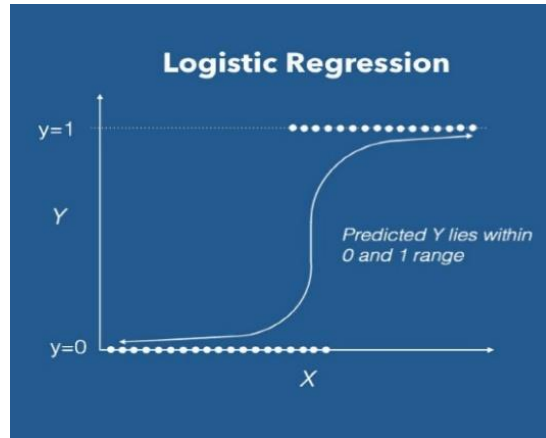 Logistic Regression
y=1
Y
Predicted Y lies within
0 and 1 range
y=0
X